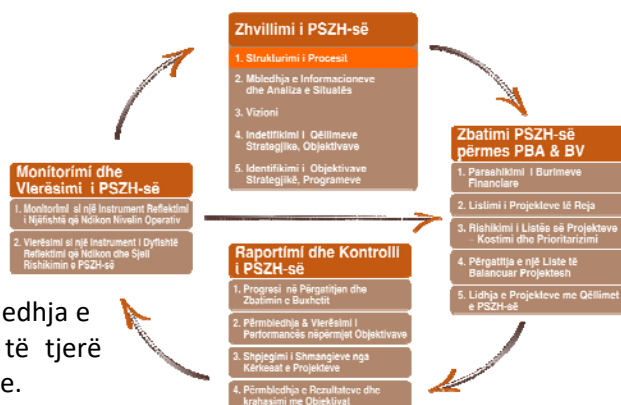 Zhvillimi i PSZH-së
1. Strukturimi i Procesit
2. Mbledhja e Informacioneve
dhe Analiza e Situatës
3. Vizioni
4. Indetifikimi i Qëllimeve
Strategjike, Objektivave
5. Identifikimi i Objektivave
Strategjikë, Programeve
Zbatimi PSZH-së
përmes PBA & BV
1. Parashikimi i Burimeve
Financiare
2. Listimi i Projekteve të Reja
3. Rishikimi i Listës së Projekteve
– Kostimi dhe Prioritarizimi
4. Përgatitja e një Liste të
Balancuar Projektesh
5. Lidhja e Projekteve me Qëllimet
e PSZH-së
Monitorimi dhe
Vlerësimi i PSZH-së
1. Monitorimi si një Instrument Reflektimi
i Njëfishtë që Ndikon Nivelin Operativ
2. Vlerësimi si një Instrument i Dyfishtë
Reflektimi që Ndikon dhe Sjell
Rishikimin e PSZH-së
Raportimi dhe Kontrolli
i PSZH-së
1. Progresi në Përgatitjen dhe
Zbatimin e Buxhetit
2. Përmbledhja & Vlerësimi i
Performancës nëpërmjet Objektivave
3. Shpjegimi i Shmangieve nga
Kërkesat e Projekteve
4. Përmbledhja e Rezultateve dhe
krahasimi me Objektivat
edhja e
të tjerë
e.